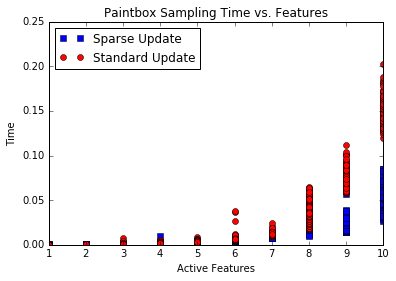 Paintbox Sampling Time vs. Features
0.25
Sparse Update
Standard Update
0.20
0.15
Time
0.10
0.05
0.00
1 2 3 4 5 6 7 8 9 10
Active Features